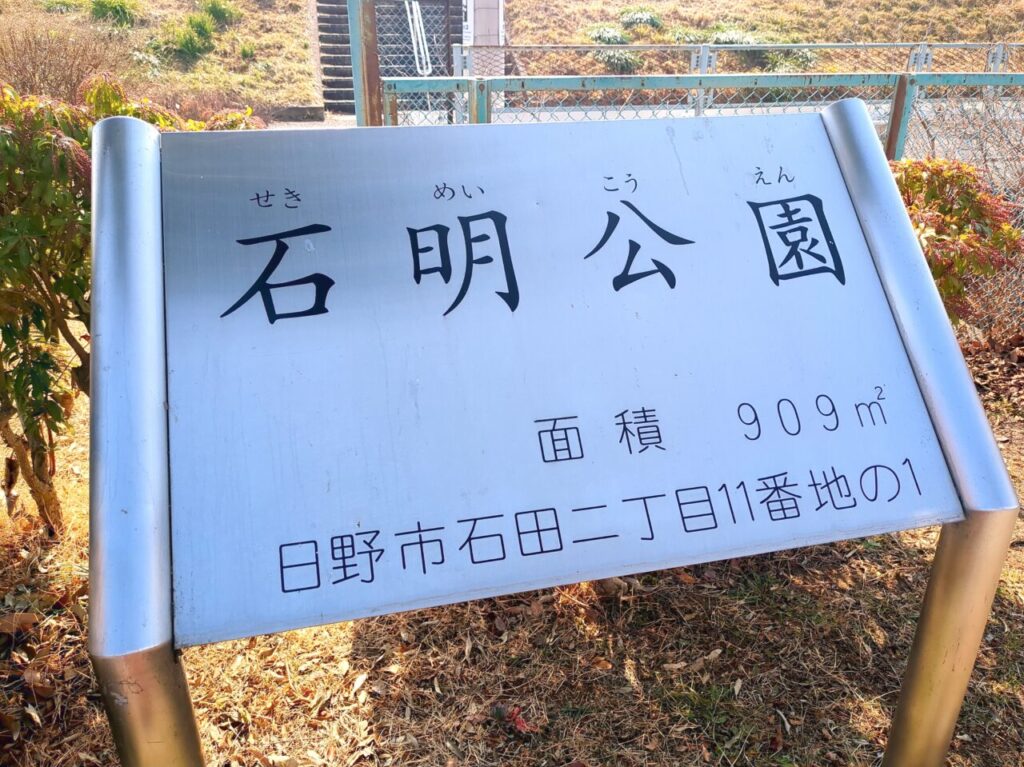 せき めい こう えん
石明公園
面積 909㎡
日野市石田二丁目11番地の1